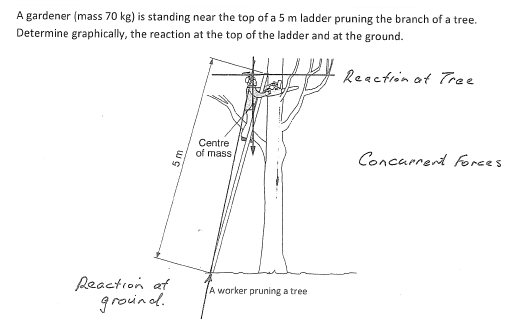 A gardener (mass 70 kg) is standing near the top of a 5 m ladder pruning the branch of a tree.
Determine graphically, the reaction at the top of the ladder and at the ground.
Reaction at Tree
Centre
of mass
5 m
Concurrent Forces
Reaction at
ground.
A worker pruning a tree